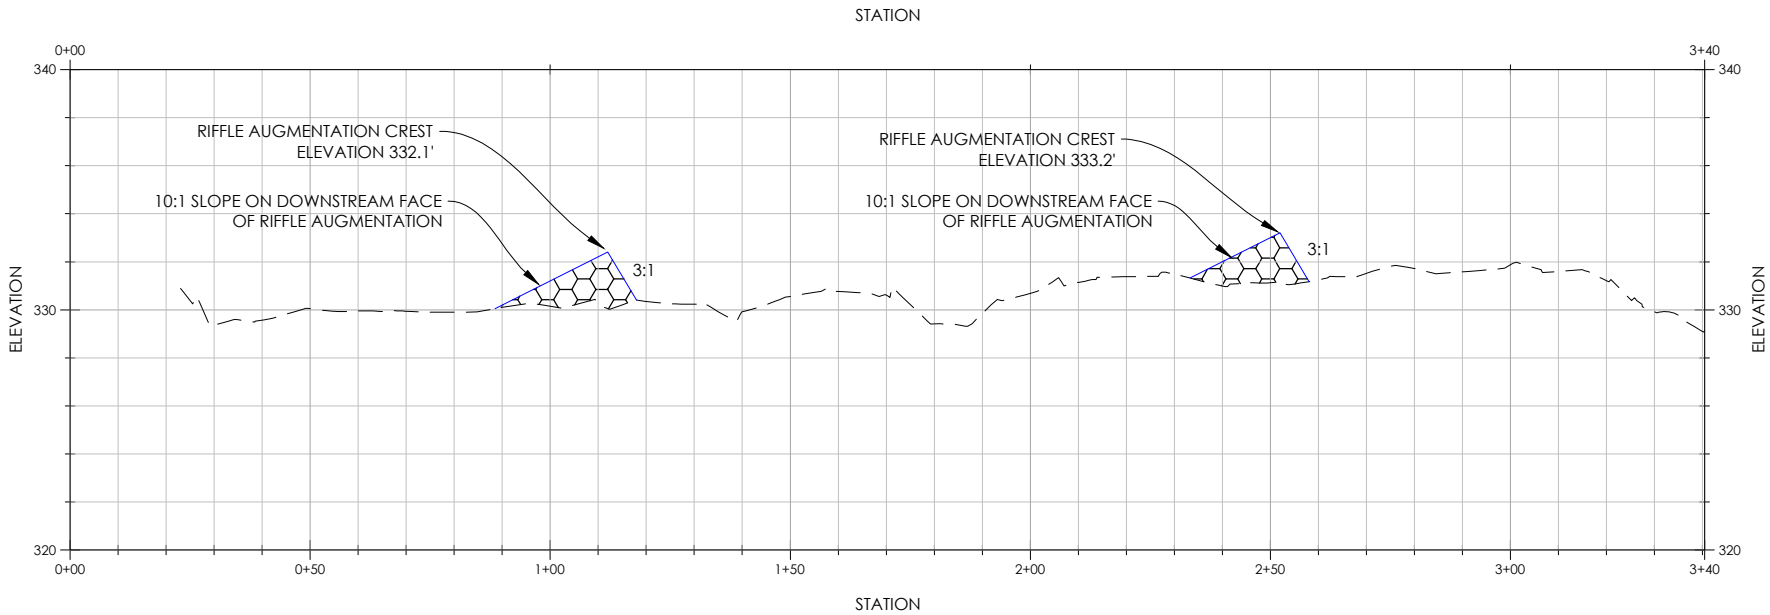 STATION
0+00
3+40
340
340
RIFFLE AUGMENTATION CREST
ELEVATION 332.1'
RIFFLE AUGMENTATION CREST
ELEVATION 333.2'
10:1 SLOPE ON DOWNSTREAM FACE
OF RIFFLE AUGMENTATION
10:1 SLOPE ON DOWNSTREAM FACE
OF RIFFLE AUGMENTATION
3:1
3:1
ELEVATION
330
330
ELEVATION
320
320
0+00
0+50
1+00
1+50
2+00
2+50
3+00
3+40
STATION